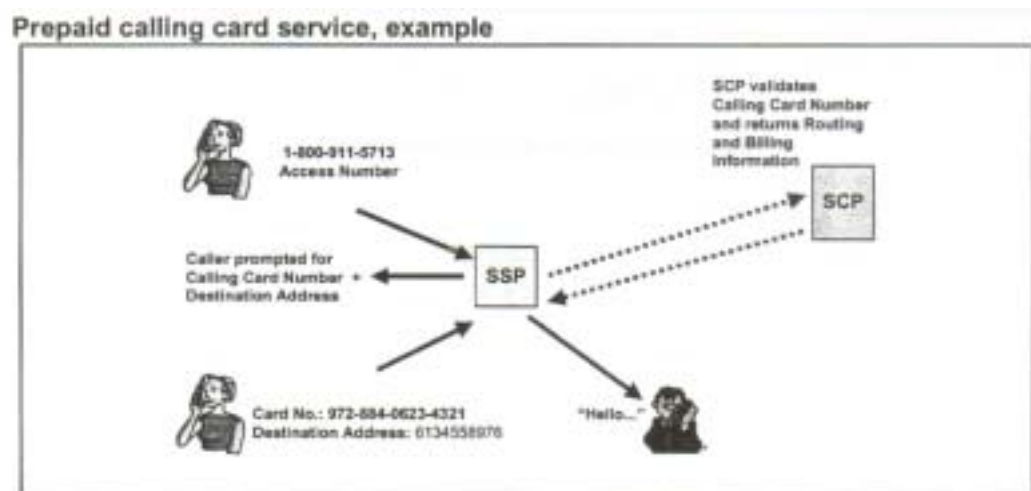 Prepaid calling card service, example
SCP validates
Calling Card Number
and returns Routing
and Billing
Information
1-800-911-5713
Access Number
SCP
Caller prompted for
Calling Card Number +
Destination Address
SSP
Card No.: 972-884-0623-4321
Destination Address: 6134558976
"Hello..."